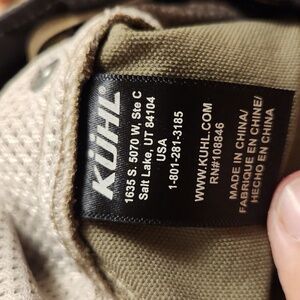 KÜHL®
1635 S. 5070 W, Ste C
Salt Lake, UT 84104
USA
1-801-281-3185
WWW.KUHL.COM
RN#108846
MADE IN CHINA/
FABRIQUE EN CHINE/
HECHO EN CHINA